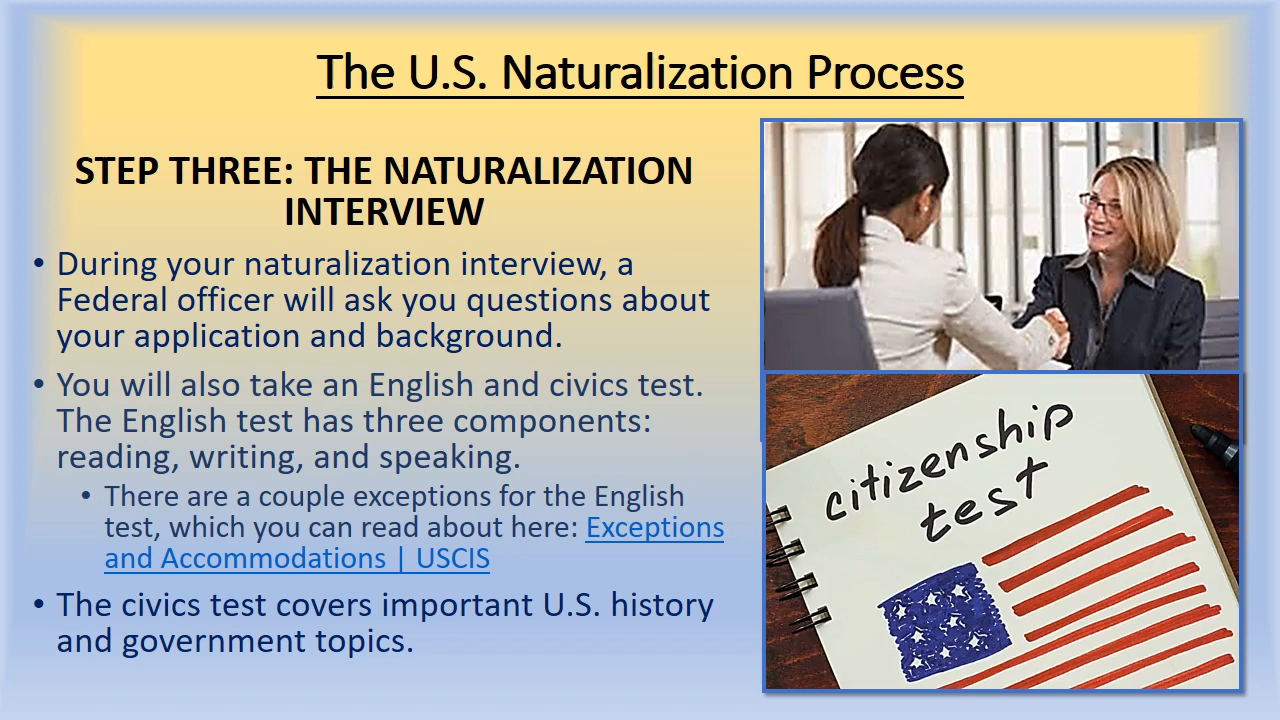 The U.S. Naturalization Process
STEP THREE: THE NATURALIZATION
INTERVIEW
• During your naturalization interview, a
Federal officer will ask you questions about
your application and background.
• You will also take an English and civics test.
The English test has three components:
reading, writing, and speaking.
• There are a couple exceptions for the English
test, which you can read about here: Exceptions
and Accommodations | USCIS
• The civics test covers important U.S. history
and government topics.
citizenship
test